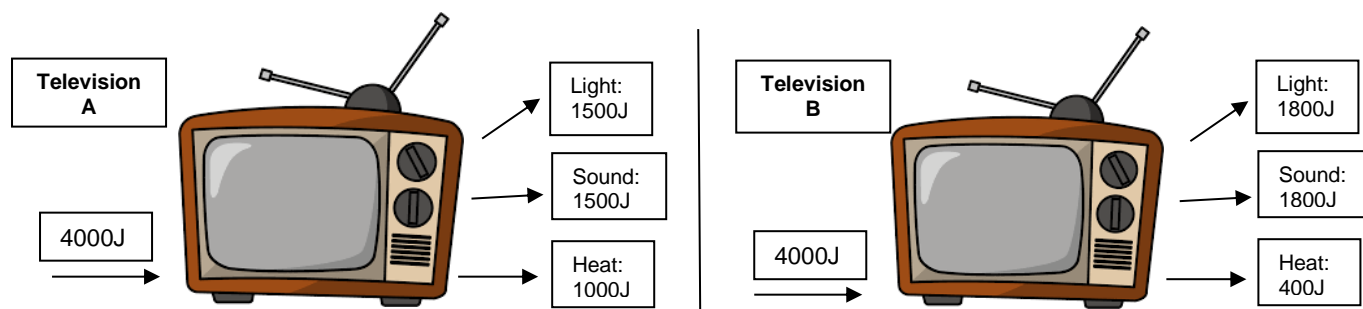 Television
A
4000J
Light:
1500J
Sound:
1500J
Heat:
1000J
Television
B
4000J
Light:
1800J
Sound:
1800J
Heat:
400J